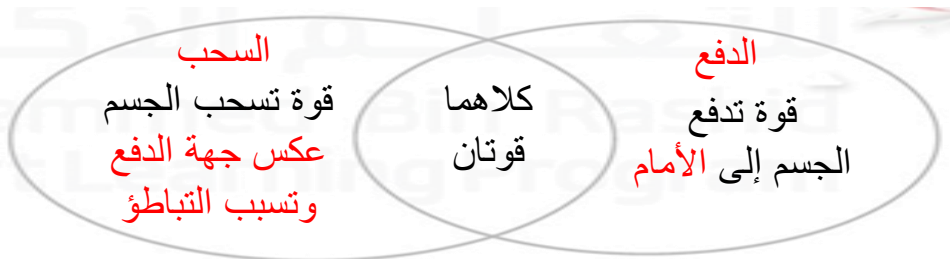 الدفع
قوة تدفع
الجسم إلى الأمام
كلاهما
قوتان
السحب
قوة تسحب الجسم
عكس جهة الدفع
وتسبب التباطؤ